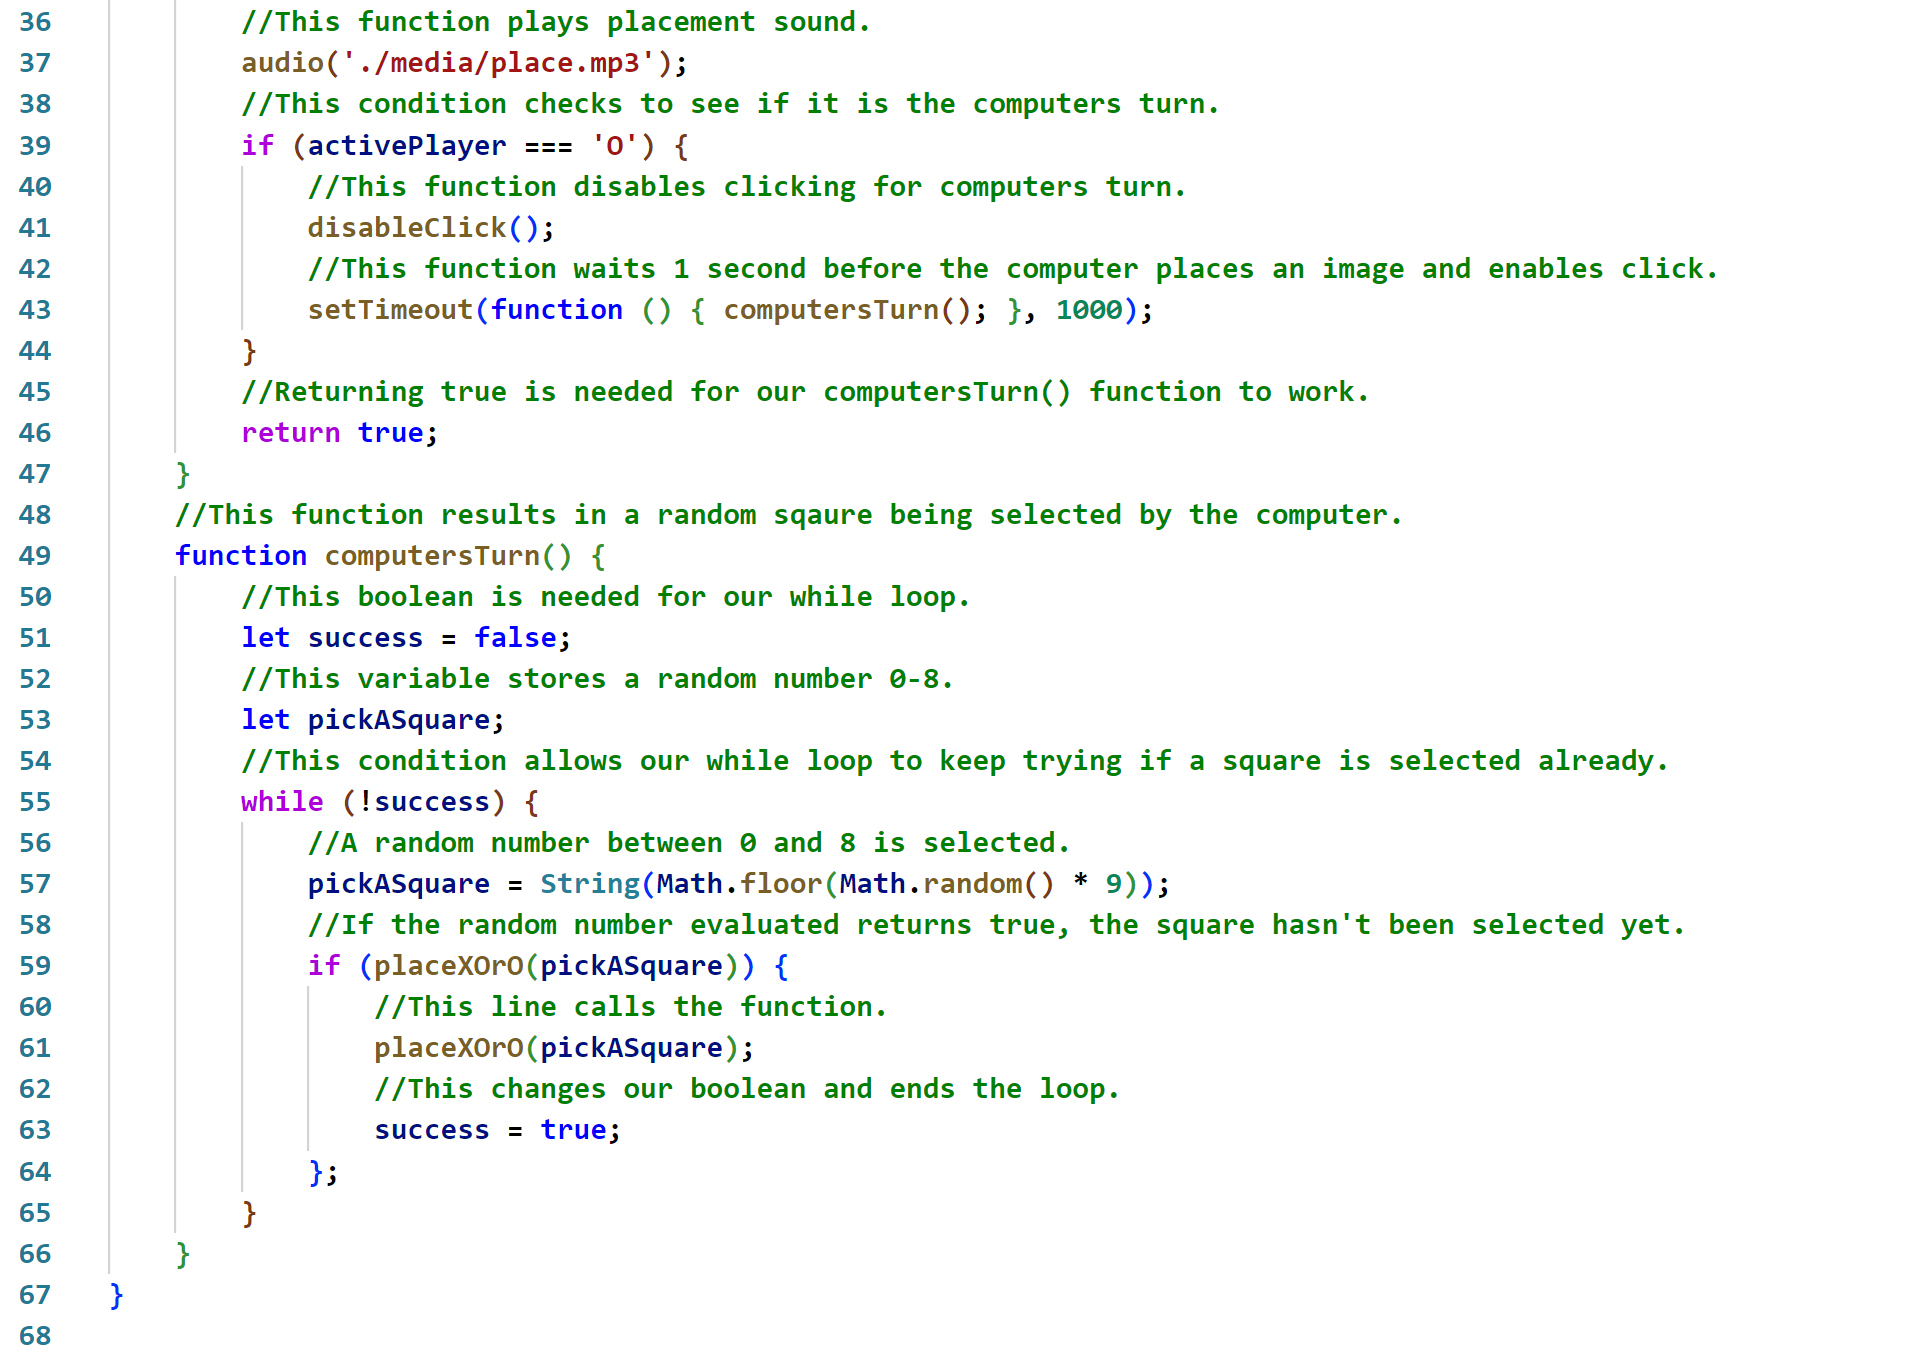 36 //This function plays placement sound.
37 audio('./media/place.mp3');
38 //This condition checks to see if it is the computers turn.
39 if (activePlayer === 'O') {
40 //This function disables clicking for computers turn.
41 disableClick();
42 //This function waits 1 second before the computer places an image and enables click.
43 setTimeout(function () { computersTurn(); }, 1000);
44 }
45 //Returning true is needed for our computersTurn() function to work.
46 return true;
47 }
48 //This function results in a random sqaure being selected by the computer.
49 function computersTurn() {
50 //This boolean is needed for our while loop.
51 let success = false;
52 //This variable stores a random number 0-8.
53 let pickASquare;
54 //This condition allows our while loop to keep trying if a square is selected already.
55 while (!success) {
56 //A random number between 0 and 8 is selected.
57 pickASquare = String(Math.floor(Math.random() * 9));
58 //If the random number evaluated returns true, the square hasn't been selected yet.
59 if (placeXOrO(pickASquare)) {
60 //This line calls the function.
61 placeXOrO(pickASquare);
62 //This changes our boolean and ends the loop.
63 success = true;
64 };
65 }
66 }
67 }
68